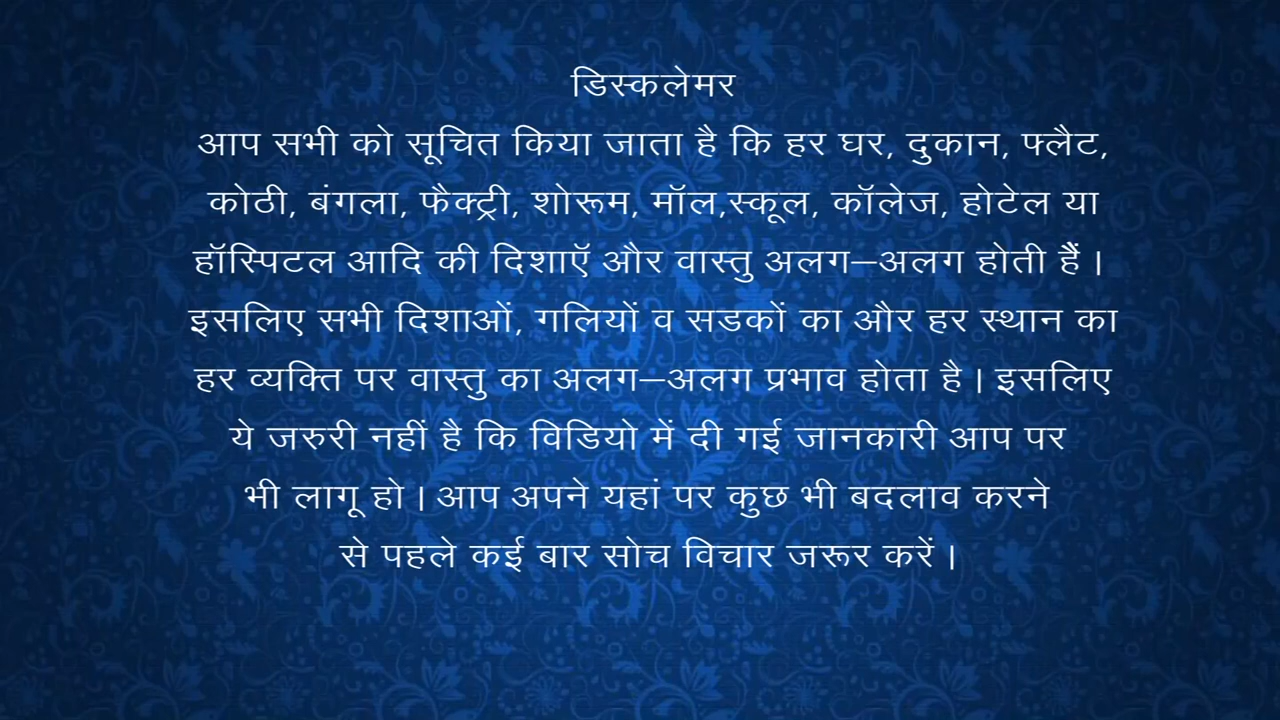 डिस्कलेमर
आप सभी को सूचित किया जाता है कि हर घर, दुकान, फ्लैट,
कोठी, बंगला, फैक्ट्री, शोरूम, मॉल,स्कूल, कॉलेज, होटेल या
हॉस्पिटल आदि की दिशाऍ और वास्तु अलग–अलग होती हैं ।
इसलिए सभी दिशाओं, गलियों व सडकों का और हर स्थान का
हर व्यक्ति पर वास्तु का अलग–अलग प्रभाव होता है । इसलिए
ये जरुरी नहीं है कि विडियो में दी गई जानकारी आप पर
भी लागू हो । आप अपने यहां पर कुछ भी बदलाव करने
से पहले कई बार सोच विचार जरूर करें ।